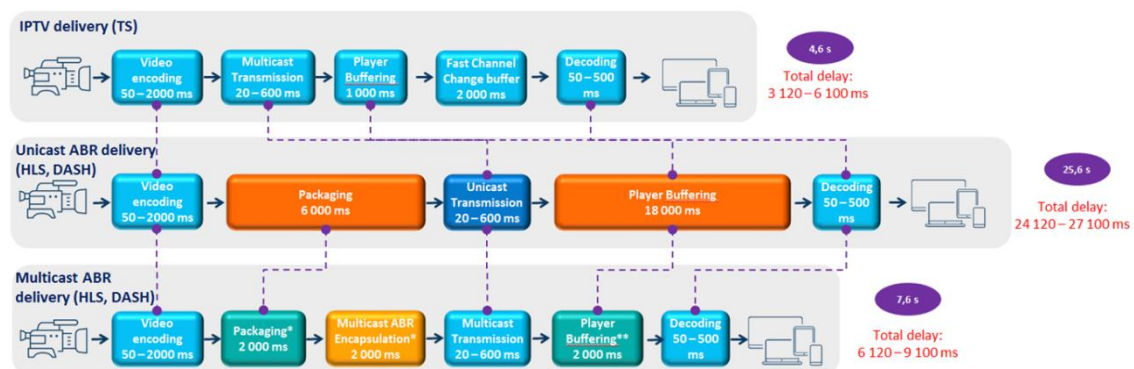 IPTV delivery (TS)
Video
encoding
50–2000 ms
Multicast
Transmission
20–600 ms
Player
Buffering
1 000 ms
Fast Channel
Change buffer
2 000 ms
Decoding
50–500
ms
4,6 s
Total delay:
3 120–6 100 ms
Unicast ABR delivery
(HLS, DASH)
Video
encoding
50–2000 ms
Packaging
6 000 ms
Unicast
Transmission
20–600 ms
Player Buffering
18 000 ms
Decoding
50–500
ms
25,6 s
Total delay:
24 120–27 100 ms
Multicast ABR
delivery (HLS, DASH)
Video
encoding
50–2000 ms
Packaging*
2 000 ms
Multicast ABR
Encapsulation*
2 000 ms
Multicast
Transmission
20–600 ms
Player
Buffering**
2 000 ms
Decoding
50–500
ms
7,6 s
Total delay:
6 120–9 100 ms